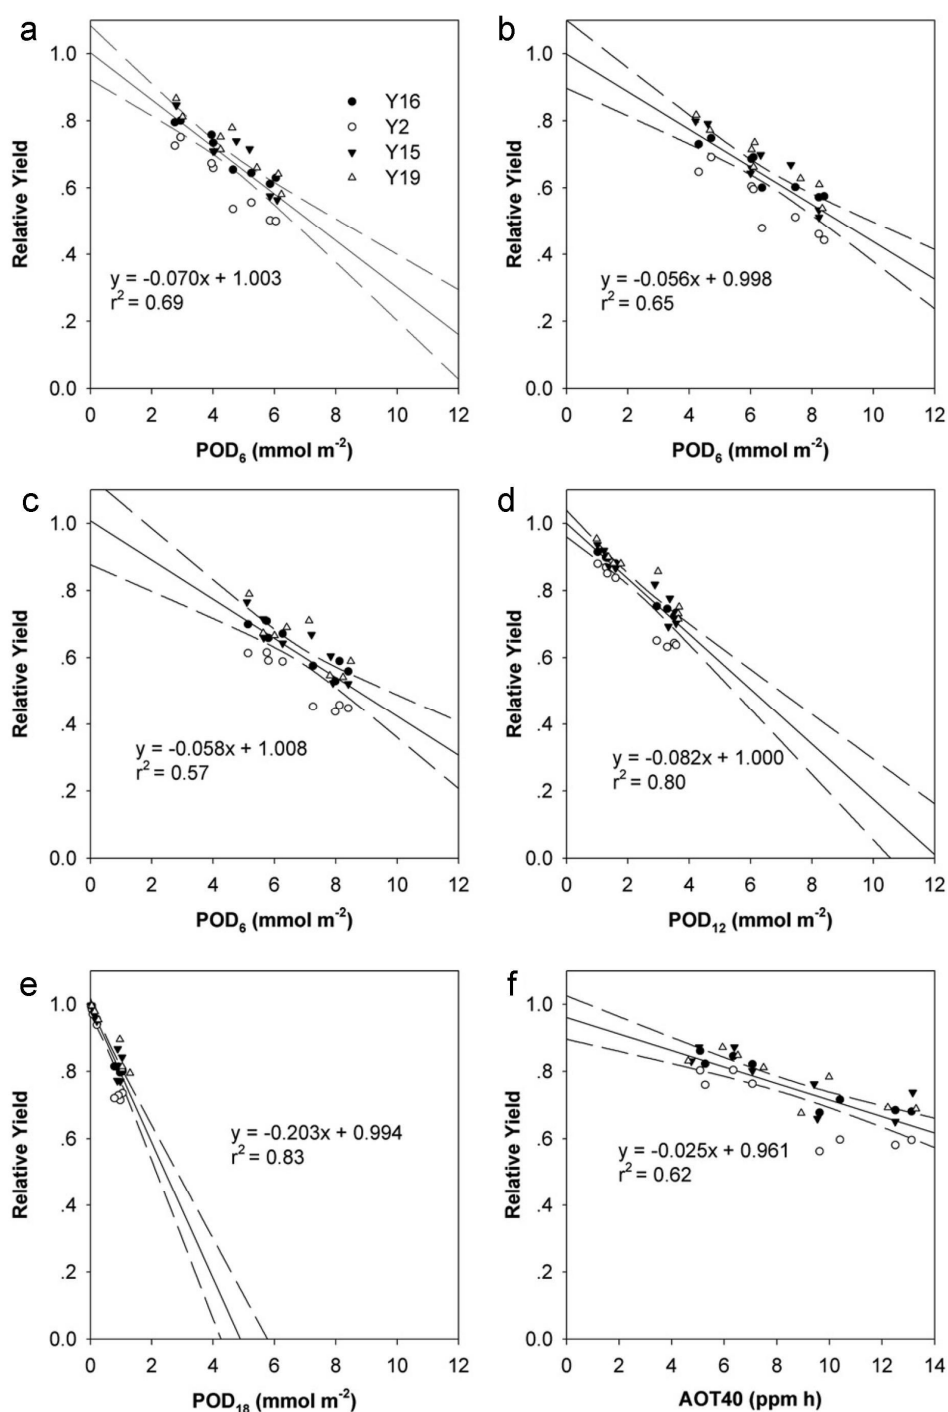 a
1.0
.8
.6
.4
.2
0.0
Relative Yield
Y16
Y2
Y15
Y19
y = -0.070x + 1.003
r² = 0.69
0 2 4 6 8 10 12
POD₆ (mmol m⁻²)
b
1.0
.8
.6
.4
.2
0.0
Relative Yield
y = -0.056x + 0.998
r² = 0.65
0 2 4 6 8 10 12
POD₆ (mmol m⁻²)
c
1.0
.8
.6
.4
.2
0.0
Relative Yield
y = -0.058x + 1.008
r² = 0.57
0 2 4 6 8 10 12
POD₆ (mmol m⁻²)
d
1.0
.8
.6
.4
.2
0.0
Relative Yield
y = -0.082x + 1.000
r² = 0.80
0 2 4 6 8 10 12
POD₁₂ (mmol m⁻²)
e
1.0
.8
.6
.4
.2
0.0
Relative Yield
y = -0.203x + 0.994
r² = 0.83
0 2 4 6 8 10 12
POD₁₈ (mmol m⁻²)
f
1.0
.8
.6
.4
.2
0.0
Relative Yield
y = -0.025x + 0.961
r² = 0.62
0 2 4 6 8 10 12 14
AOT40 (ppm h)